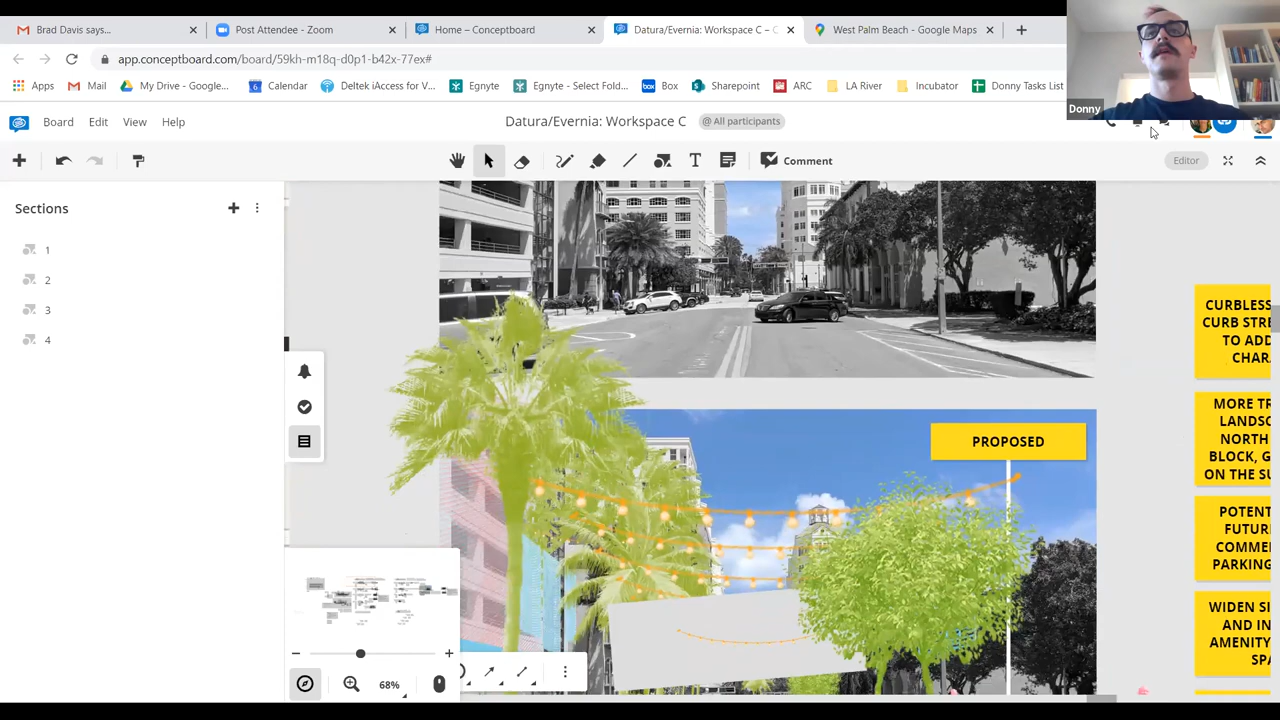 Brad Davis says...
Post Attendee - Zoom
Home – Conceptboard
Datura/Evernia: Workspace C – C
West Palm Beach - Google Maps
app.conceptboard.com/board/59kh-m18q-d0p1-b42x-77ex#
Apps
Mail
My Drive - Google...
Calendar
Deltek iAccess for V...
Egnyte
Egnyte - Select Fold...
Box
Sharepoint
ARC
LA River
Incubator
Donny Tasks List
Donny
Board
Edit
View
Help
Datura/Evernia: Workspace C
@ All participants
Comment
Editor
Sections
1
2
3
4
CURBLESS
CURB STRE
TO ADD
CHAR
MORE TR
LANDSC
NORTH
BLOCK, G
ON THE SU
PROPOSED
POTENT
FUTUR
COMME
PARKING
WIDEN SI
AND IN
AMENITY
SPA
68%